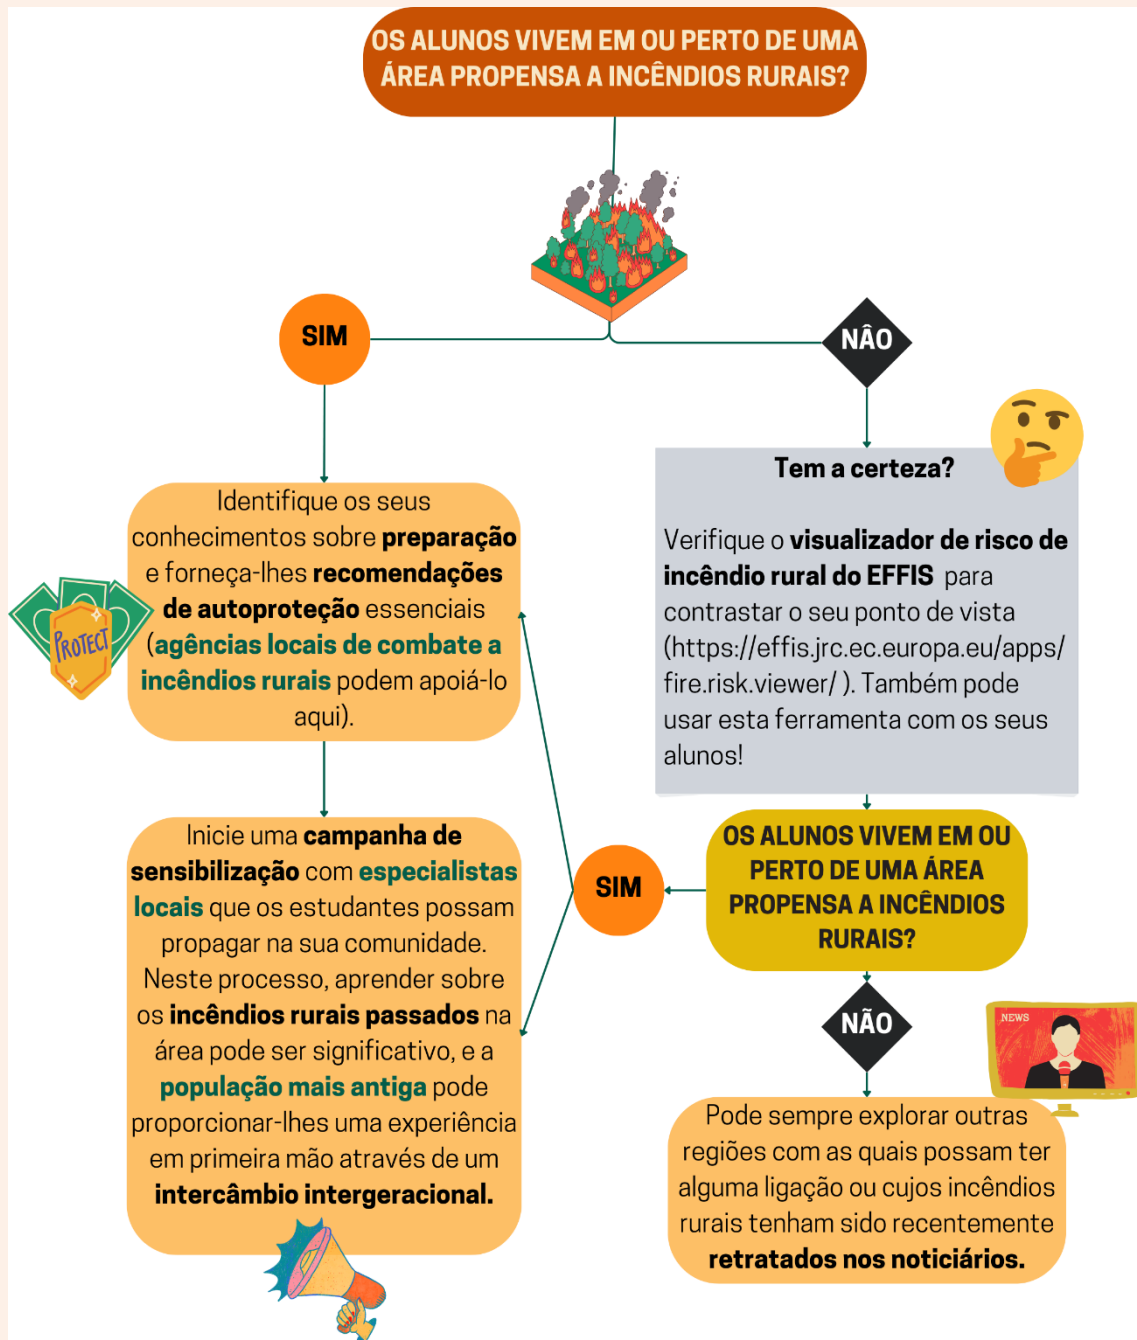 OS ALUNOS VIVEM EM OU PERTO DE UMA
ÁREA PROPENSA A INCÊNDIOS RURAIS?
SIM
NÂO
Identifique os seus
conhecimentos sobre preparação
e forneça-lhes recomendações
de autoproteção essenciais
(agências locais de combate a
incêndios rurais podem apoiá-lo
aqui).
PROTECT
Tem a certeza?
Verifique o visualizador de risco de
incêndio rural do EFFIS para
contrastar o seu ponto de vista
(https://effis.jrc.ec.europa.eu/apps/
fire.risk.viewer/ ). Também pode
usar esta ferramenta com os seus
alunos!
Inicie uma campanha de
sensibilização com especialistas
locais que os estudantes possam
propagar na sua comunidade.
Neste processo, aprender sobre
os incêndios rurais passados na
área pode ser significativo, e a
população mais antiga pode
proporcionar-lhes uma experiência
em primeira mão através de um
intercâmbio intergeracional.
SIM
OS ALUNOS VIVEM EM OU
PERTO DE UMA ÁREA
PROPENSA A INCÊNDIOS
RURAIS?
NÃO
NEWS
Pode sempre explorar outras
regiões com as quais possam ter
alguma ligação ou cujos incêndios
rurais tenham sido recentemente
retratados nos noticiários.